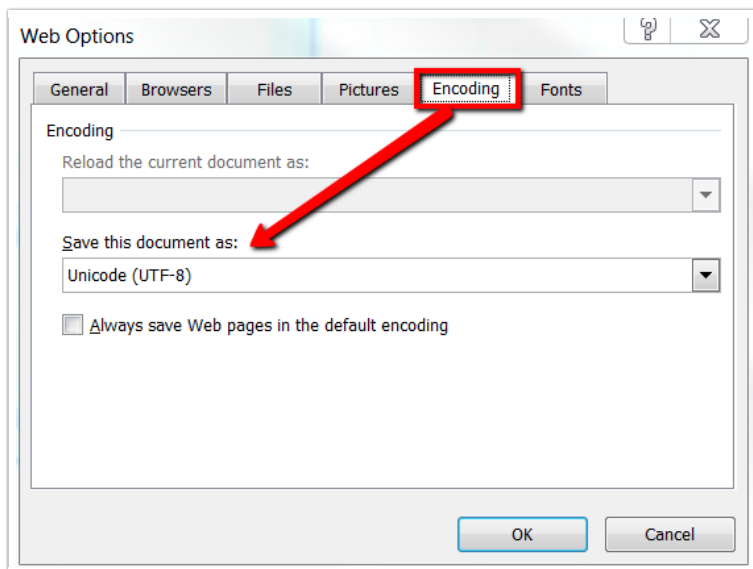 Web Options
General Browsers Files Pictures Encoding Fonts
Encoding
Reload the current document as:
Save this document as:
Unicode (UTF-8)
Always save Web pages in the default encoding
OK Cancel